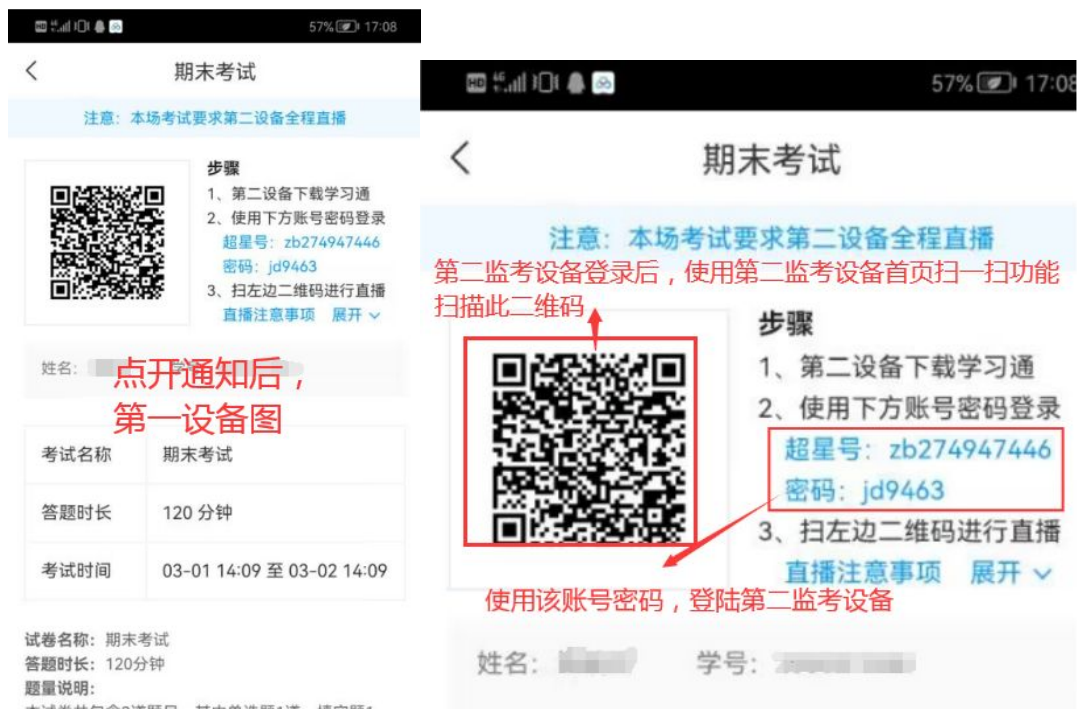 57% 17:08
期末考试
注意：本场考试要求第二设备全程直播
步骤
1、第二设备下载学习通
2、使用下方账号密码登录
超星号：zb274947446
密码：jd9463
3、扫左边二维码进行直播
直播注意事项 展开
姓名：
点开通知后，
第一设备图
考试名称 期末考试
答题时长 120 分钟
考试时间 03-01 14:09 至 03-02 14:09
试卷名称：期末考试
答题时长：120分钟
题量说明：
HD 4G 57% 17:08
期末考试
注意：本场考试要求第二设备全程直播
第二监考设备登录后，使用第二监考设备首页扫一扫功能
扫描此二维码
步骤
1、第二设备下载学习通
2、使用下方账号密码登录
超星号：zb274947446
密码：jd9463
3、扫左边二维码进行直播
直播注意事项 展开
使用该账号密码，登陆第二监考设备
姓名： 学号：